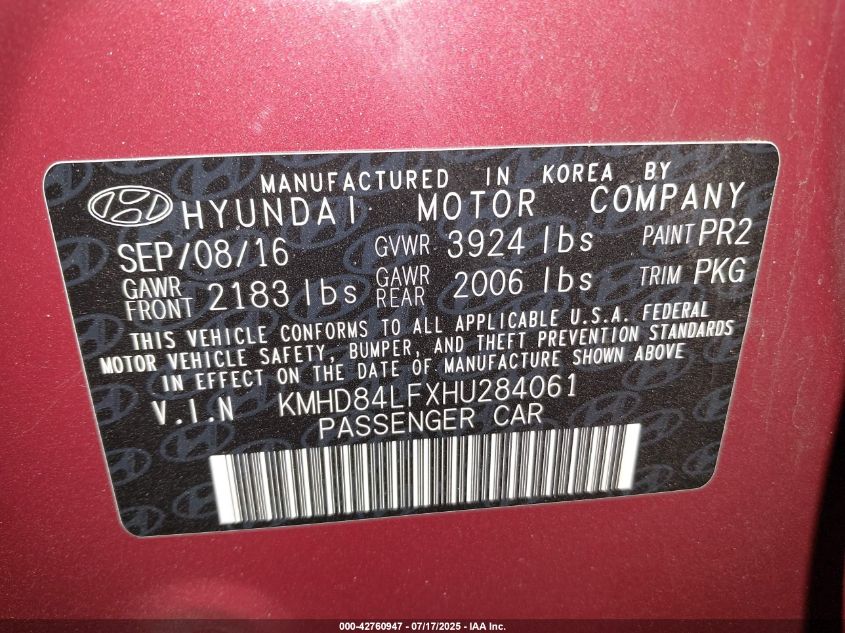 MANUFACTURED IN KOREA BY
HYUNDAI MOTOR COMPANY
SEP/08/16 GVWR 3924 lbs PAINT PR2
GAWR FRONT 2183 lbs GAWR REAR 2006 lbs TRIM PKG
THIS VEHICLE CONFORMS TO ALL APPLICABLE U.S.A. FEDERAL
MOTOR VEHICLE SAFETY, BUMPER, AND THEFT PREVENTION STANDARDS
IN EFFECT ON THE DATE OF MANUFACTURE SHOWN ABOVE
V.I.N KMHD84LFXHU284061
PASSENGER CAR
000-42760947 - 07/17/2025 - IAA Inc.